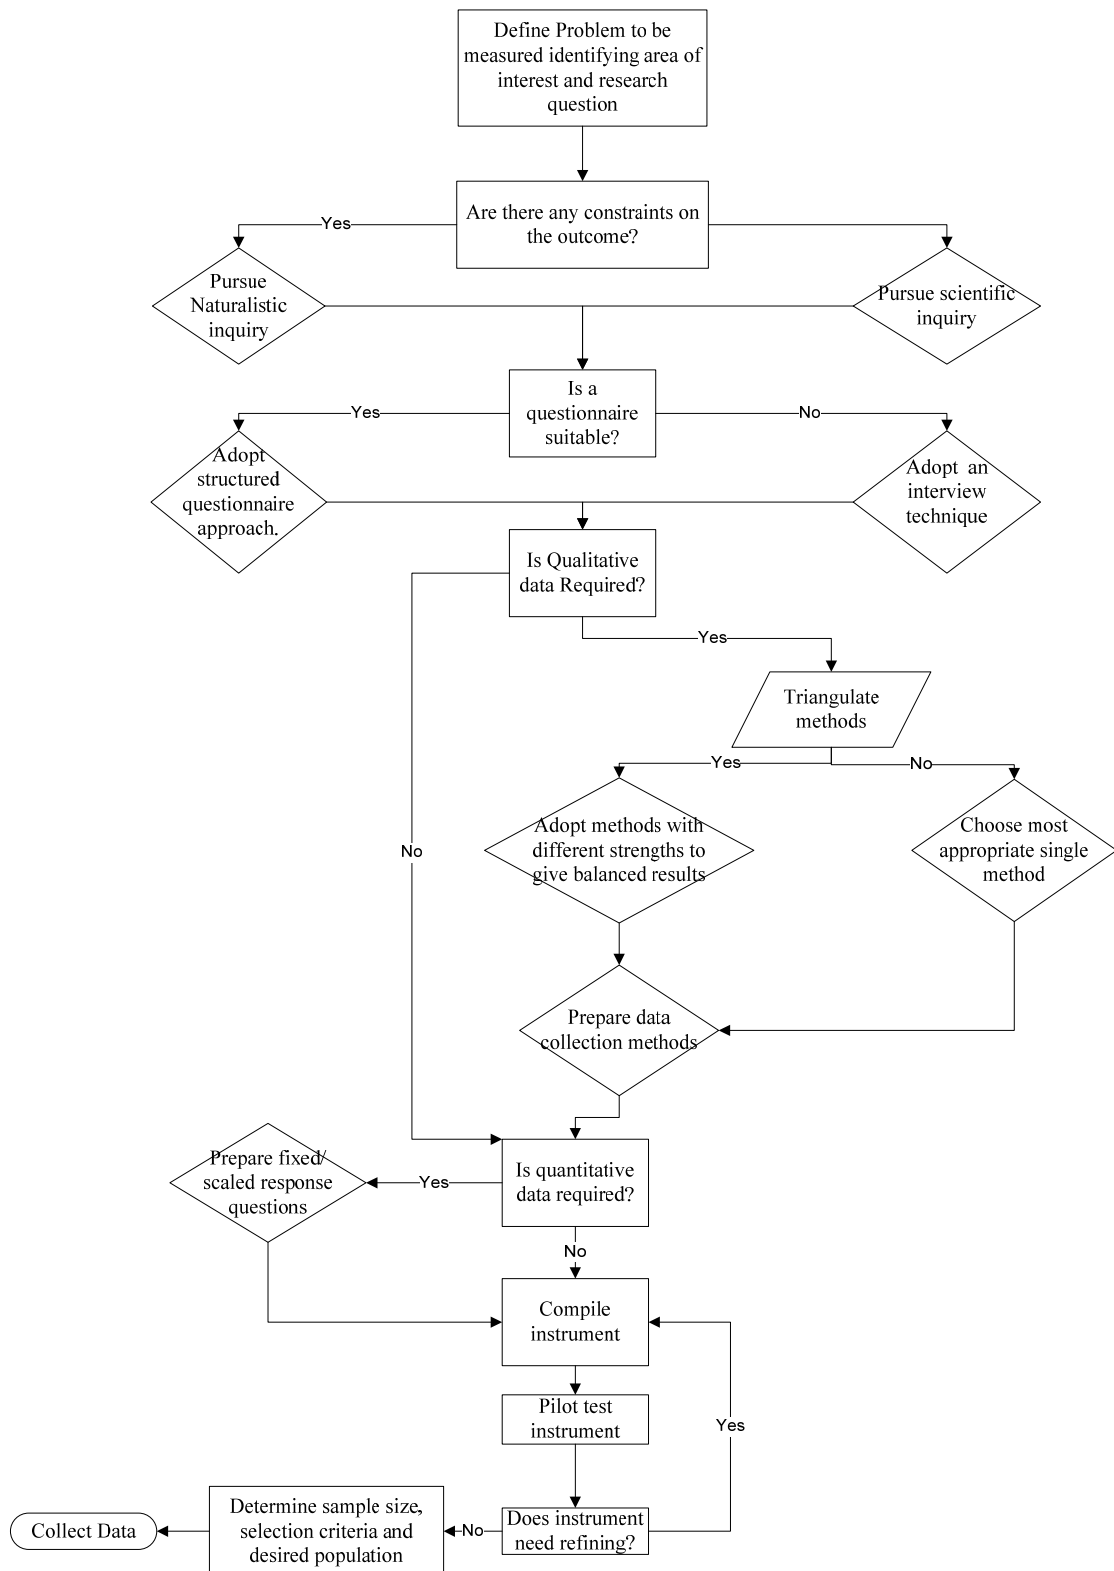 Define Problem to be
measured identifying area of
interest and research
question
Are there any constraints on
the outcome?
Yes
Pursue
Naturalistic
inquiry
Pursue scientific
inquiry
Is a
questionnaire
suitable?
Yes
No
Adopt
structured
questionnaire
approach.
Adopt an
interview
technique
Is Qualitative
data Required?
Yes
Triangulate
methods
Yes
No
Adopt methods with
different strengths to
give balanced results
Choose most
appropriate single
method
No
Prepare data
collection methods
Prepare fixed/
scaled response
questions
Yes
Is quantitative
data required?
No
Compile
instrument
Pilot test
instrument
Yes
Does instrument
need refining?
No
Determine sample size,
selection criteria and
desired population
Collect Data